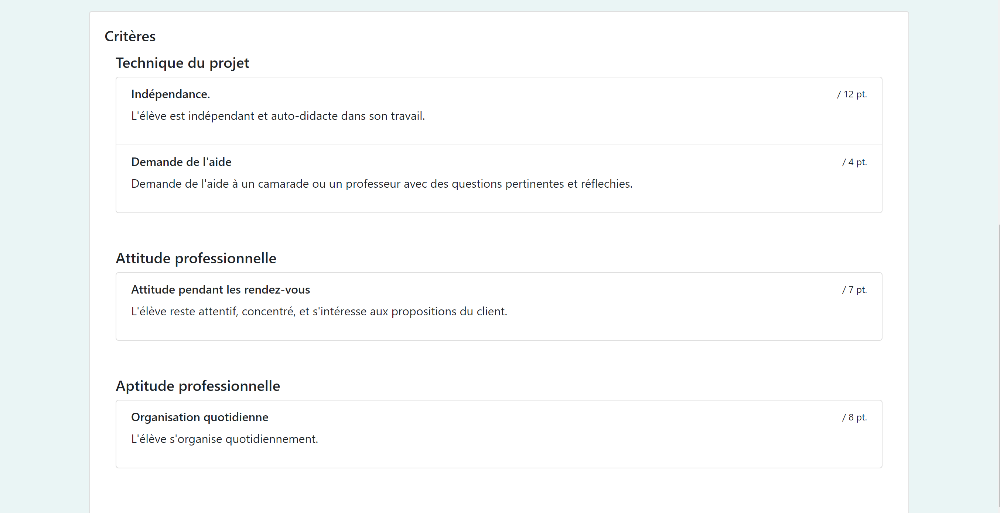 Critères
Technique du projet
Indépendance.
/ 12 pt.
L'élève est indépendant et auto-didacte dans son travail.
Demande de l'aide
/ 4 pt.
Demande de l'aide à un camarade ou un professeur avec des questions pertinentes et réflechies.
Attitude professionnelle
Attitude pendant les rendez-vous
/ 7 pt.
L'élève reste attentif, concentré, et s'intéresse aux propositions du client.
Aptitude professionnelle
Organisation quotidienne
/ 8 pt.
L'élève s'organise quotidiennement.